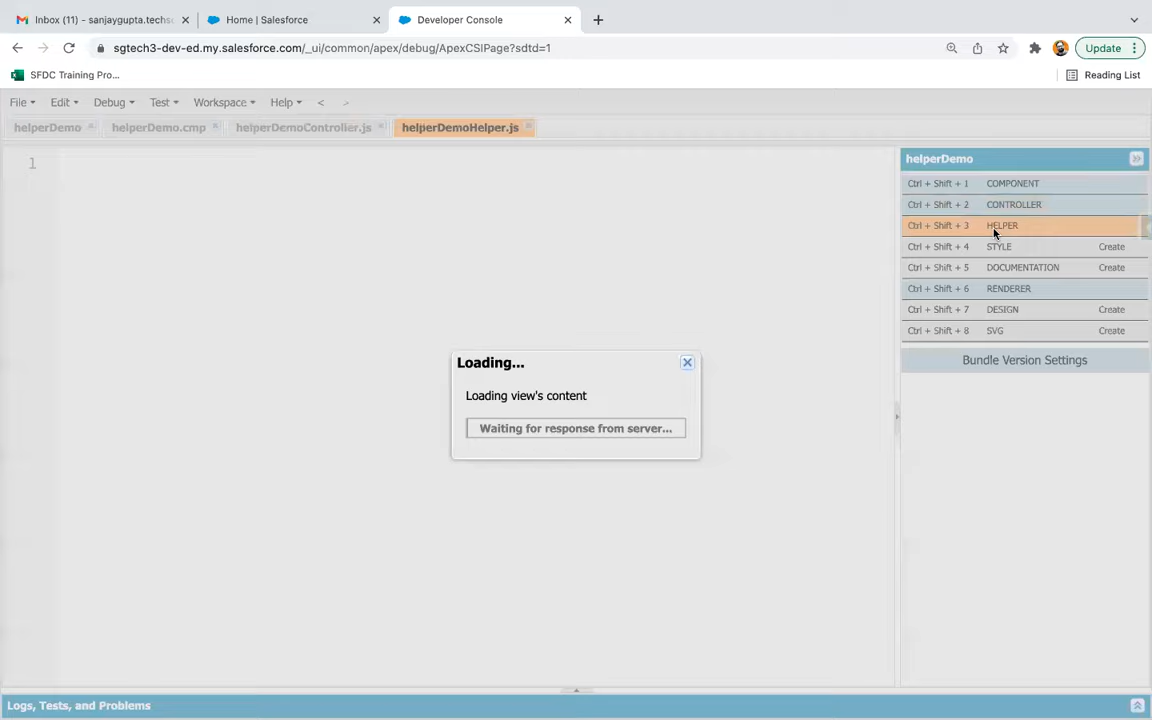 Inbox (11) - sanjaygupta.techsc
Home | Salesforce
Developer Console
sgtech3-dev-ed.my.salesforce.com/_ui/common/apex/debug/ApexCSIPage?sdtd=1
Update
SFDC Training Pro...
Reading List
File Edit Debug Test Workspace Help < >
helperDemo helperDemo.cmp helperDemoController.js helperDemoHelper.js
1
helperDemo
Ctrl + Shift + 1 COMPONENT
Ctrl + Shift + 2 CONTROLLER
Ctrl + Shift + 3 HELPER
Ctrl + Shift + 4 STYLE Create
Ctrl + Shift + 5 DOCUMENTATION Create
Ctrl + Shift + 6 RENDERER
Ctrl + Shift + 7 DESIGN Create
Ctrl + Shift + 8 SVG Create
Bundle Version Settings
Loading...
Loading view's content
Waiting for response from server...
Logs, Tests, and Problems